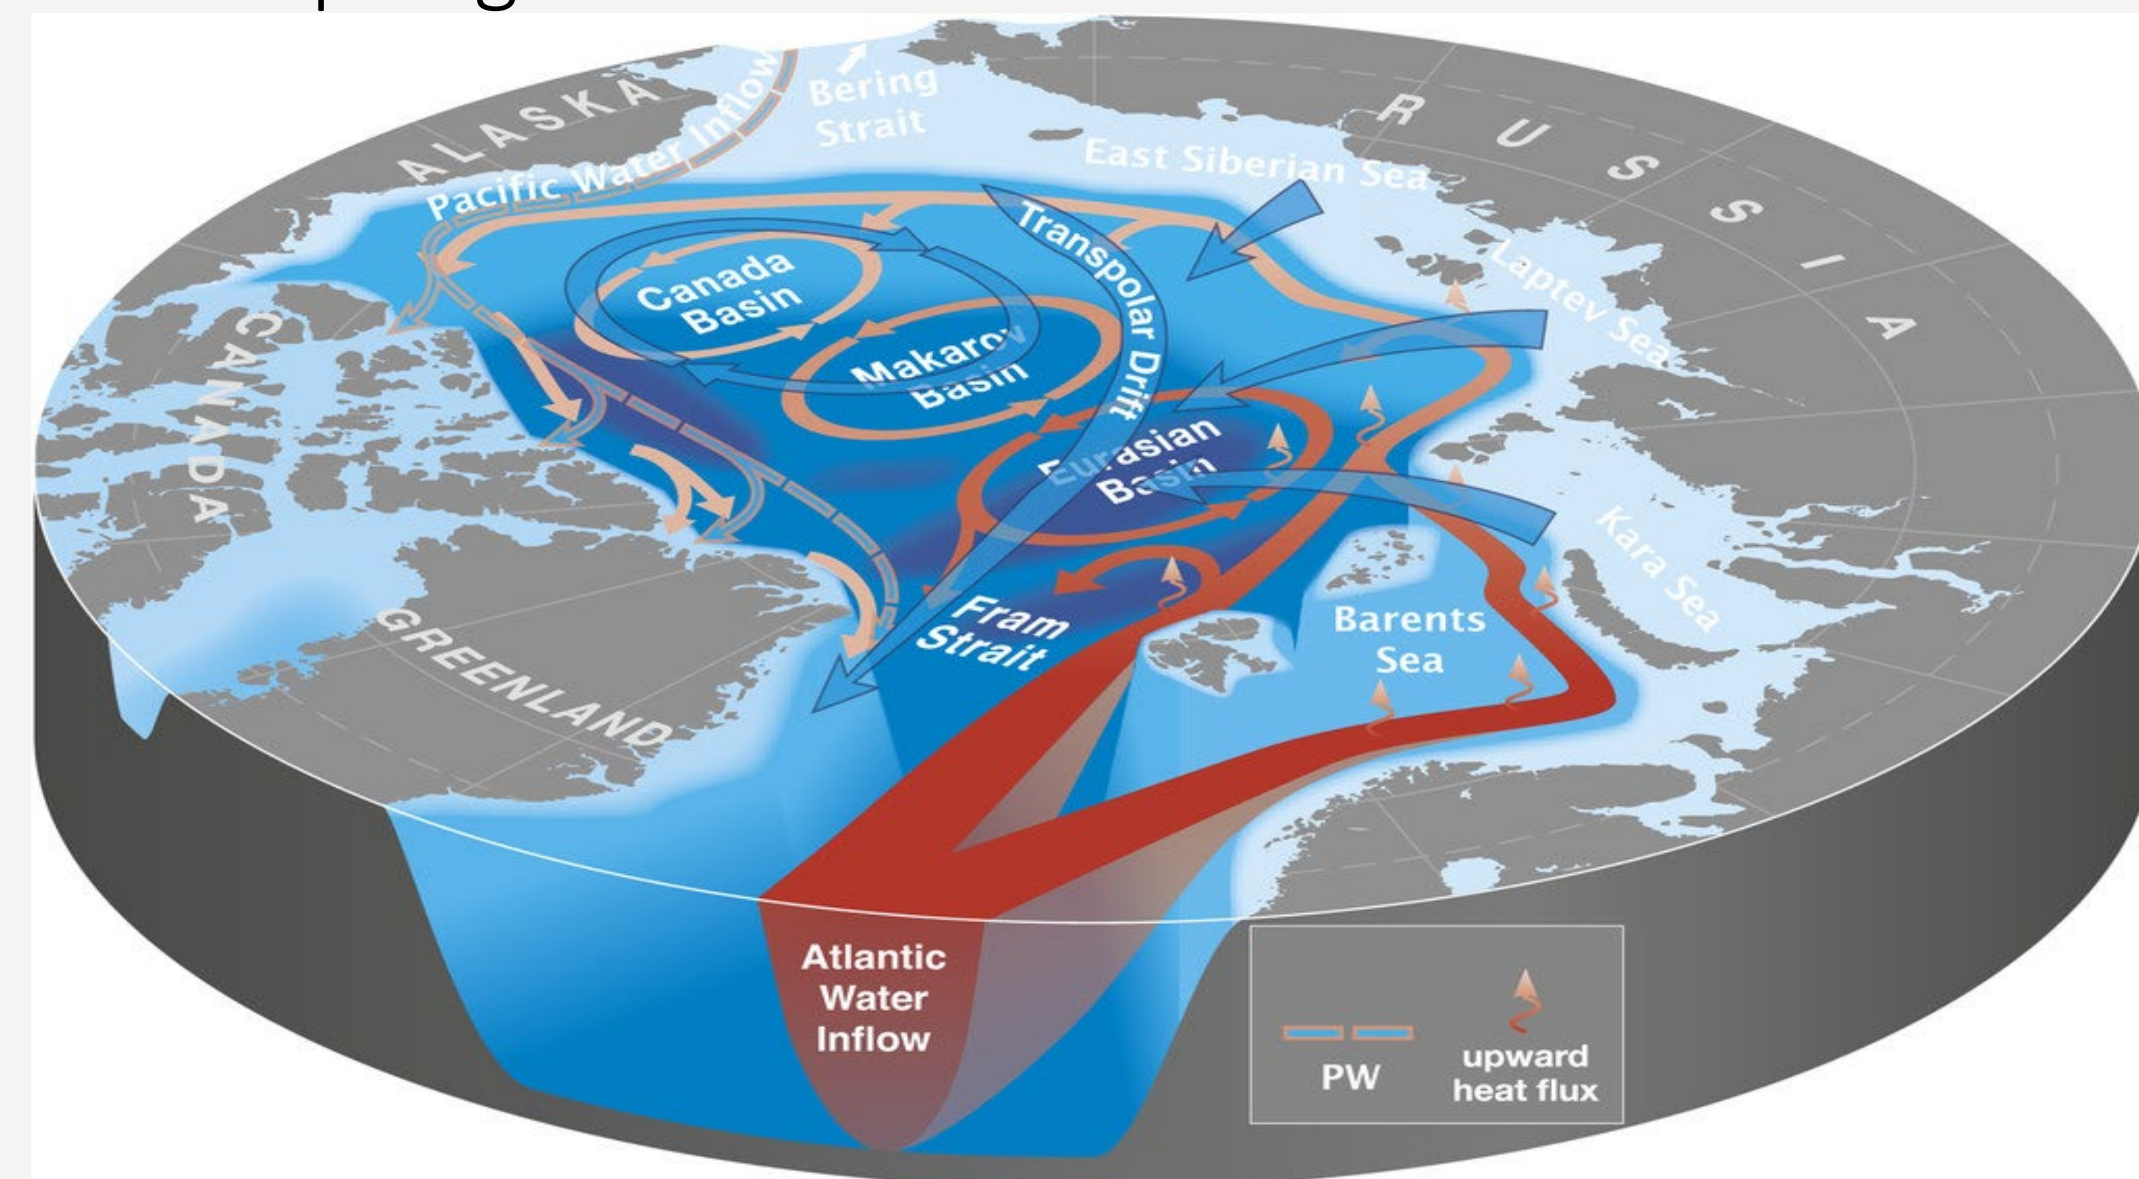 ALASKA
Pacific Water Inflow
Bering
Strait
East Siberian Sea
RUSSIA
Laptev Sea
Kara Sea
Transpolar Drift
Canada
Basin
Makarov
Basin
Eurasian
Basin
CANADA
GREENLAND
Fram
Strait
Barents
Sea
Atlantic
Water
Inflow
PW
upward
heat flux